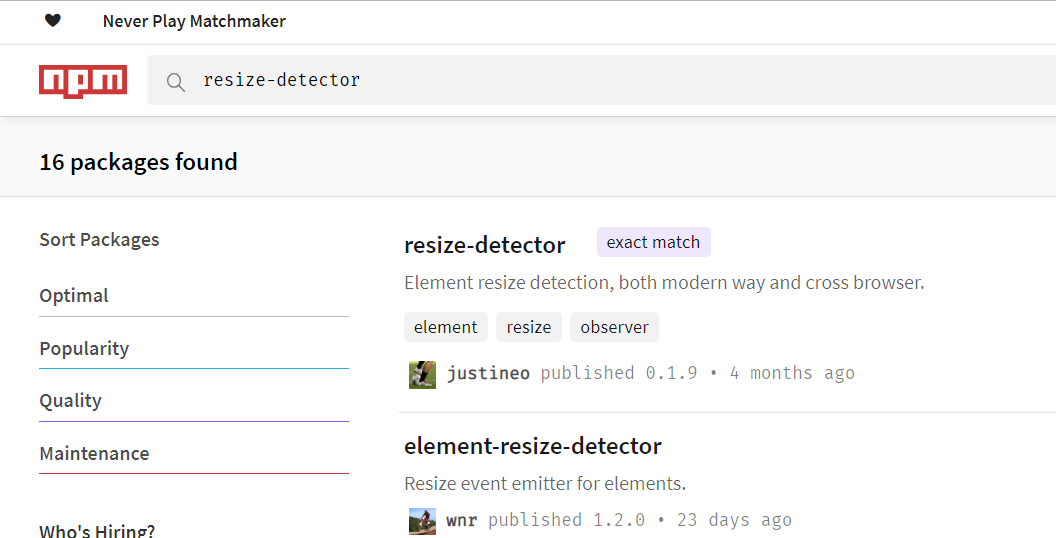 Never Play Matchmaker
npm
resize-detector
16 packages found
Sort Packages
Optimal
Popularity
Quality
Maintenance
Who's Hiring?
resize-detector exact match
Element resize detection, both modern way and cross browser.
element resize observer
justineo published 0.1.9 • 4 months ago
element-resize-detector
Resize event emitter for elements.
wnr published 1.2.0 • 23 days ago